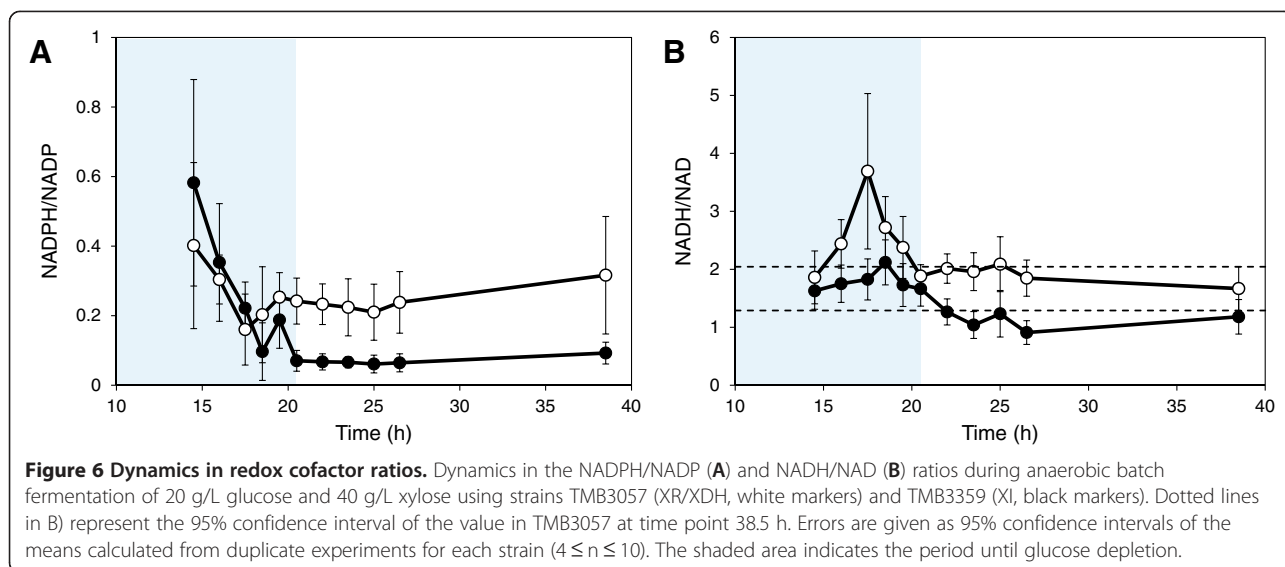 A
B
1
0.8
0.6
0.4
0.2
0
NADPH/NADP
10 15 20 25 30 35 40
Time (h)
6
5
4
3
2
1
0
NADH/NAD
10 15 20 25 30 35 40
Time (h)
Figure 6 Dynamics in redox cofactor ratios. Dynamics in the NADPH/NADP (A) and NADH/NAD (B) ratios during anaerobic batch
fermentation of 20 g/L glucose and 40 g/L xylose using strains TMB3057 (XR/XDH, white markers) and TMB3359 (XI, black markers). Dotted lines
in B) represent the 95% confidence interval of the value in TMB3057 at time point 38.5 h. Errors are given as 95% confidence intervals of the
means calculated from duplicate experiments for each strain (4 ≤ n ≤ 10). The shaded area indicates the period until glucose depletion.